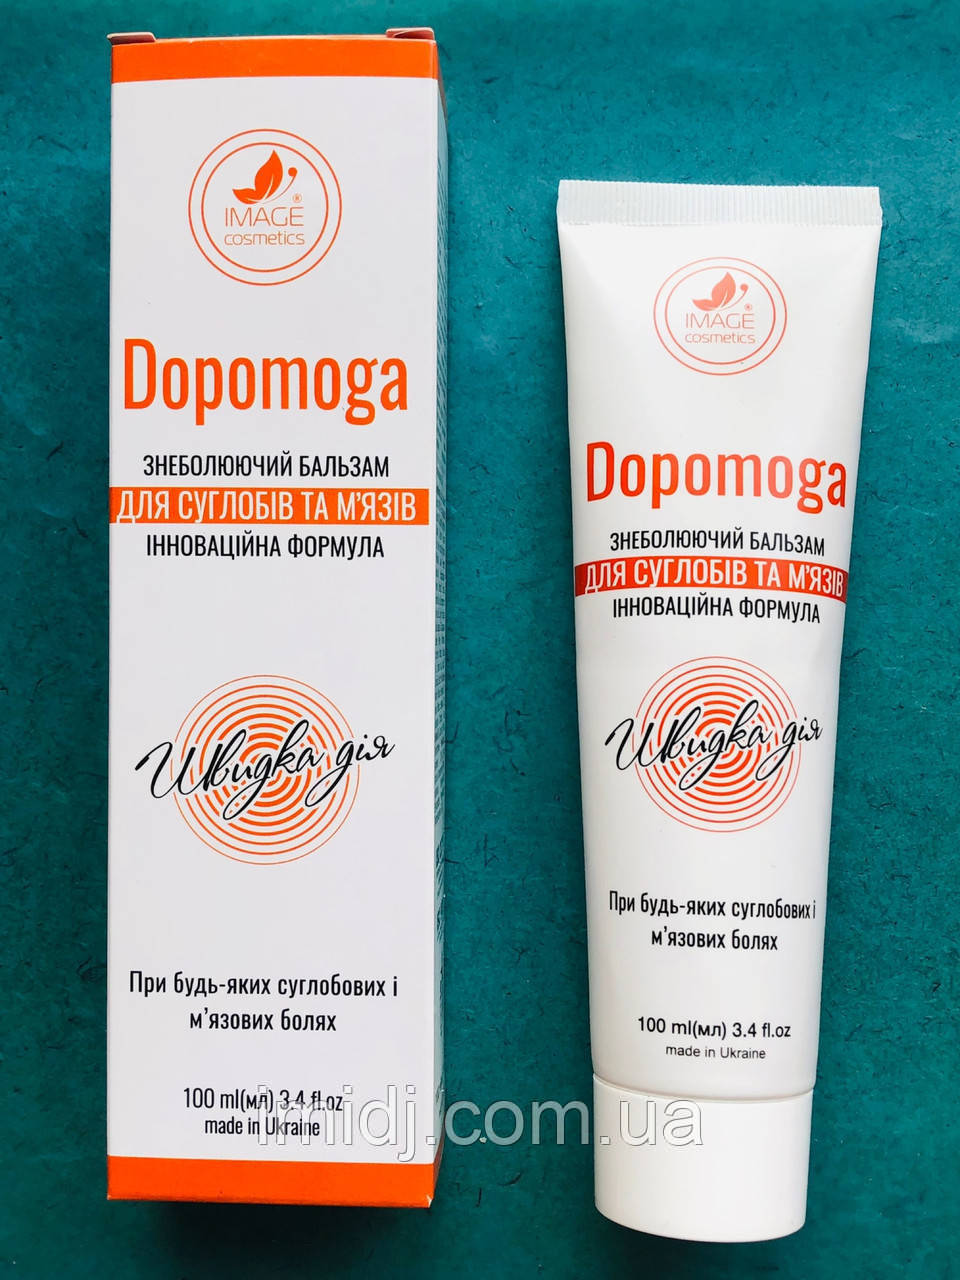 IMAGE®
cosmetics
Dopomoga
ЗНЕБОЛЮЮЧИЙ БАЛЬЗАМ
ДЛЯ СУГЛОБІВ ТА М'ЯЗІВ
ІННОВАЦІЙНА ФОРМУЛА
Швидка дія
При будь-яких суглобових і
м'язових болях
100 ml(мл) 3.4 fl.oz
made in Ukraine
IMAGE®
cosmetics
Dopomoga
ЗНЕБОЛЮЮЧИЙ БАЛЬЗАМ
ДЛЯ СУГЛОБІВ ТА М'ЯЗІВ
ІННОВАЦІЙНА ФОРМУЛА
Швидка дія
При будь-яких суглобових і
м'язових болях
100 ml(мл) 3.4 fl.oz
made in Ukraine
imidj.com.ua